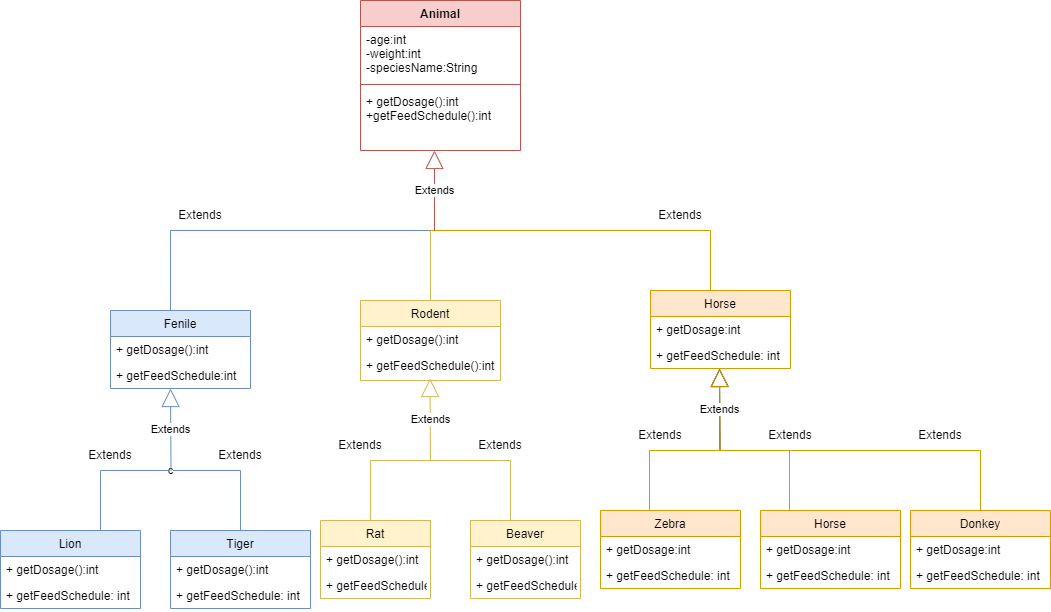 Animal
-age:int
-weight:int
-speciesName:String
+ getDosage():int
+getFeedSchedule():int
Extends
Extends
Extends
Fenile
+ getDosage():int
+ getFeedSchedule:int
Rodent
+ getDosage():int
+ getFeedSchedule():int
Horse
+ getDosage:int
+ getFeedSchedule: int
Extends
Extends
Extends
c
Extends
Extends
Extends
Extends
Extends
Extends
Extends
Lion
+ getDosage():int
+ getFeedSchedule: int
Tiger
+ getDosage():int
+ getFeedSchedule: int
Rat
+ getDosage():int
+ getFeedSchedule
Beaver
+ getDosage():int
+ getFeedSchedule
Zebra
+ getDosage:int
+ getFeedSchedule: int
Horse
+ getDosage:int
+ getFeedSchedule: int
Donkey
+ getDosage:int
+ getFeedSchedule: int